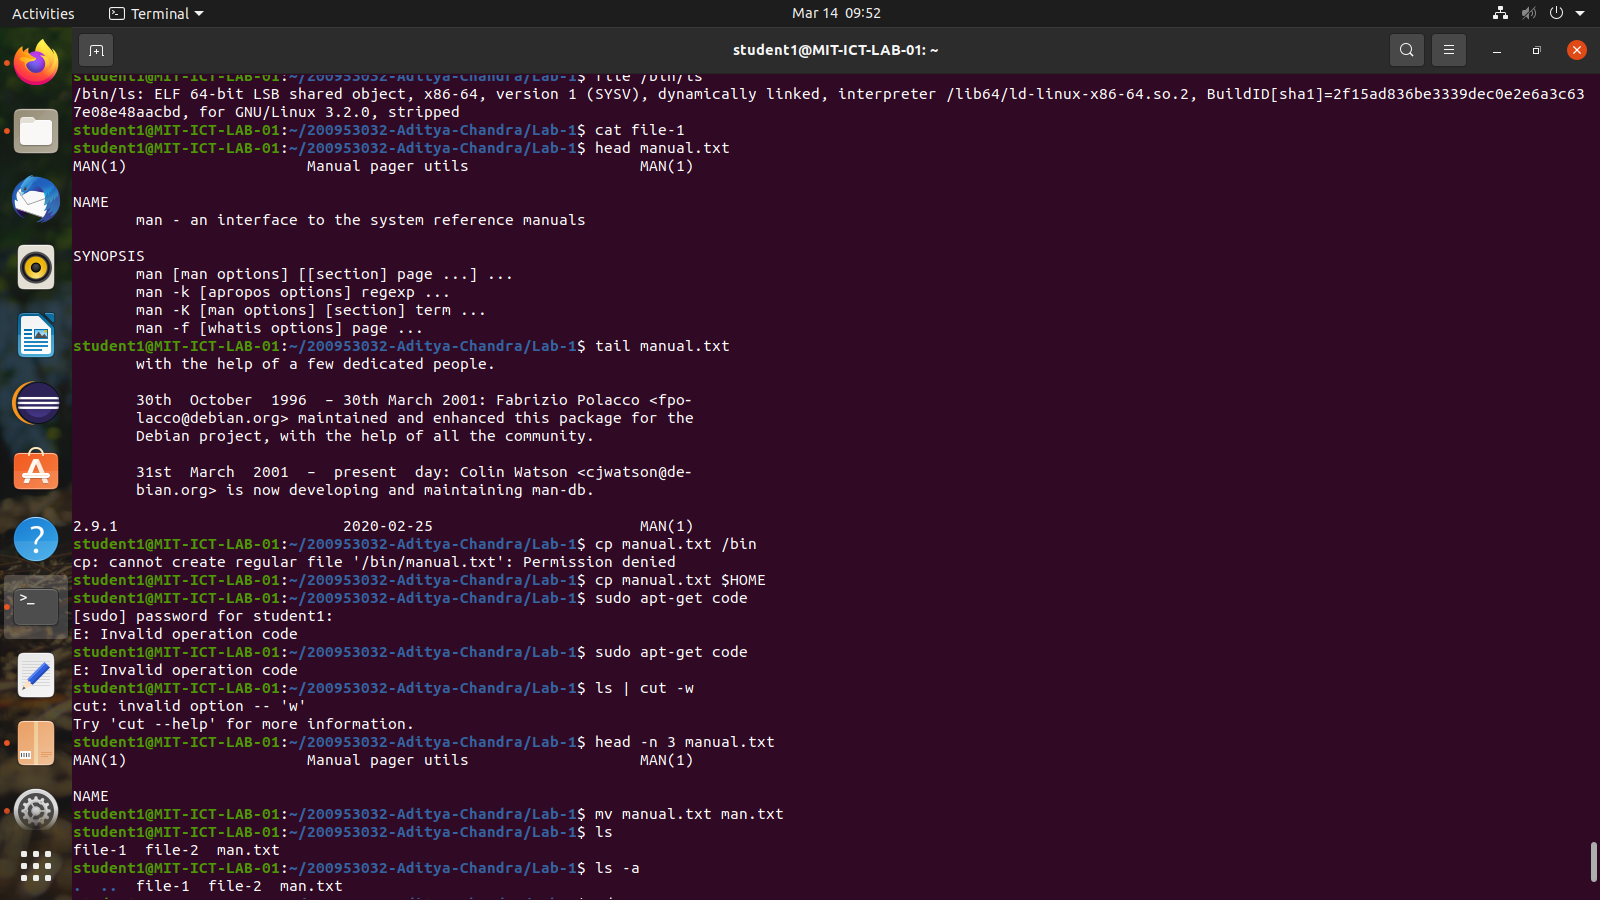 Activities Terminal Mar 14 09:52
student1@MIT-ICT-LAB-01: ~
student1@MIT-ICT-LAB-01:~/200953032-Aditya-Chandra/Lab-1$ file /bin/ls
/bin/ls: ELF 64-bit LSB shared object, x86-64, version 1 (SYSV), dynamically linked, interpreter /lib64/ld-linux-x86-64.so.2, BuildID[sha1]=2f15ad836be3339dec0e2e6a3c63
7e08e48aacbd, for GNU/Linux 3.2.0, stripped
student1@MIT-ICT-LAB-01:~/200953032-Aditya-Chandra/Lab-1$ cat file-1
student1@MIT-ICT-LAB-01:~/200953032-Aditya-Chandra/Lab-1$ head manual.txt
MAN(1)                    Manual pager utils                   MAN(1)
NAME
       man - an interface to the system reference manuals
SYNOPSIS
       man [man options] [[section] page ...] ...
       man -k [apropos options] regexp ...
       man -K [man options] [section] term ...
       man -f [whatis options] page ...
student1@MIT-ICT-LAB-01:~/200953032-Aditya-Chandra/Lab-1$ tail manual.txt
       with the help of a few dedicated people.
       30th  October  1996  – 30th March 2001: Fabrizio Polacco <fpo‐
       lacco@debian.org> maintained and enhanced this package for the
       Debian project, with the help of all the community.
       31st  March  2001  –  present  day: Colin Watson <cjwatson@de‐
       bian.org> is now developing and maintaining man-db.
2.9.1                         2020-02-25                       MAN(1)
student1@MIT-ICT-LAB-01:~/200953032-Aditya-Chandra/Lab-1$ cp manual.txt /bin
cp: cannot create regular file '/bin/manual.txt': Permission denied
student1@MIT-ICT-LAB-01:~/200953032-Aditya-Chandra/Lab-1$ cp manual.txt $HOME
student1@MIT-ICT-LAB-01:~/200953032-Aditya-Chandra/Lab-1$ sudo apt-get code
[sudo] password for student1:
E: Invalid operation code
student1@MIT-ICT-LAB-01:~/200953032-Aditya-Chandra/Lab-1$ sudo apt-get code
E: Invalid operation code
student1@MIT-ICT-LAB-01:~/200953032-Aditya-Chandra/Lab-1$ ls | cut -w
cut: invalid option -- 'w'
Try 'cut --help' for more information.
student1@MIT-ICT-LAB-01:~/200953032-Aditya-Chandra/Lab-1$ head -n 3 manual.txt
MAN(1)                    Manual pager utils                   MAN(1)
NAME
student1@MIT-ICT-LAB-01:~/200953032-Aditya-Chandra/Lab-1$ mv manual.txt man.txt
student1@MIT-ICT-LAB-01:~/200953032-Aditya-Chandra/Lab-1$ ls
file-1  file-2  man.txt
student1@MIT-ICT-LAB-01:~/200953032-Aditya-Chandra/Lab-1$ ls -a
.  ..  file-1  file-2  man.txt